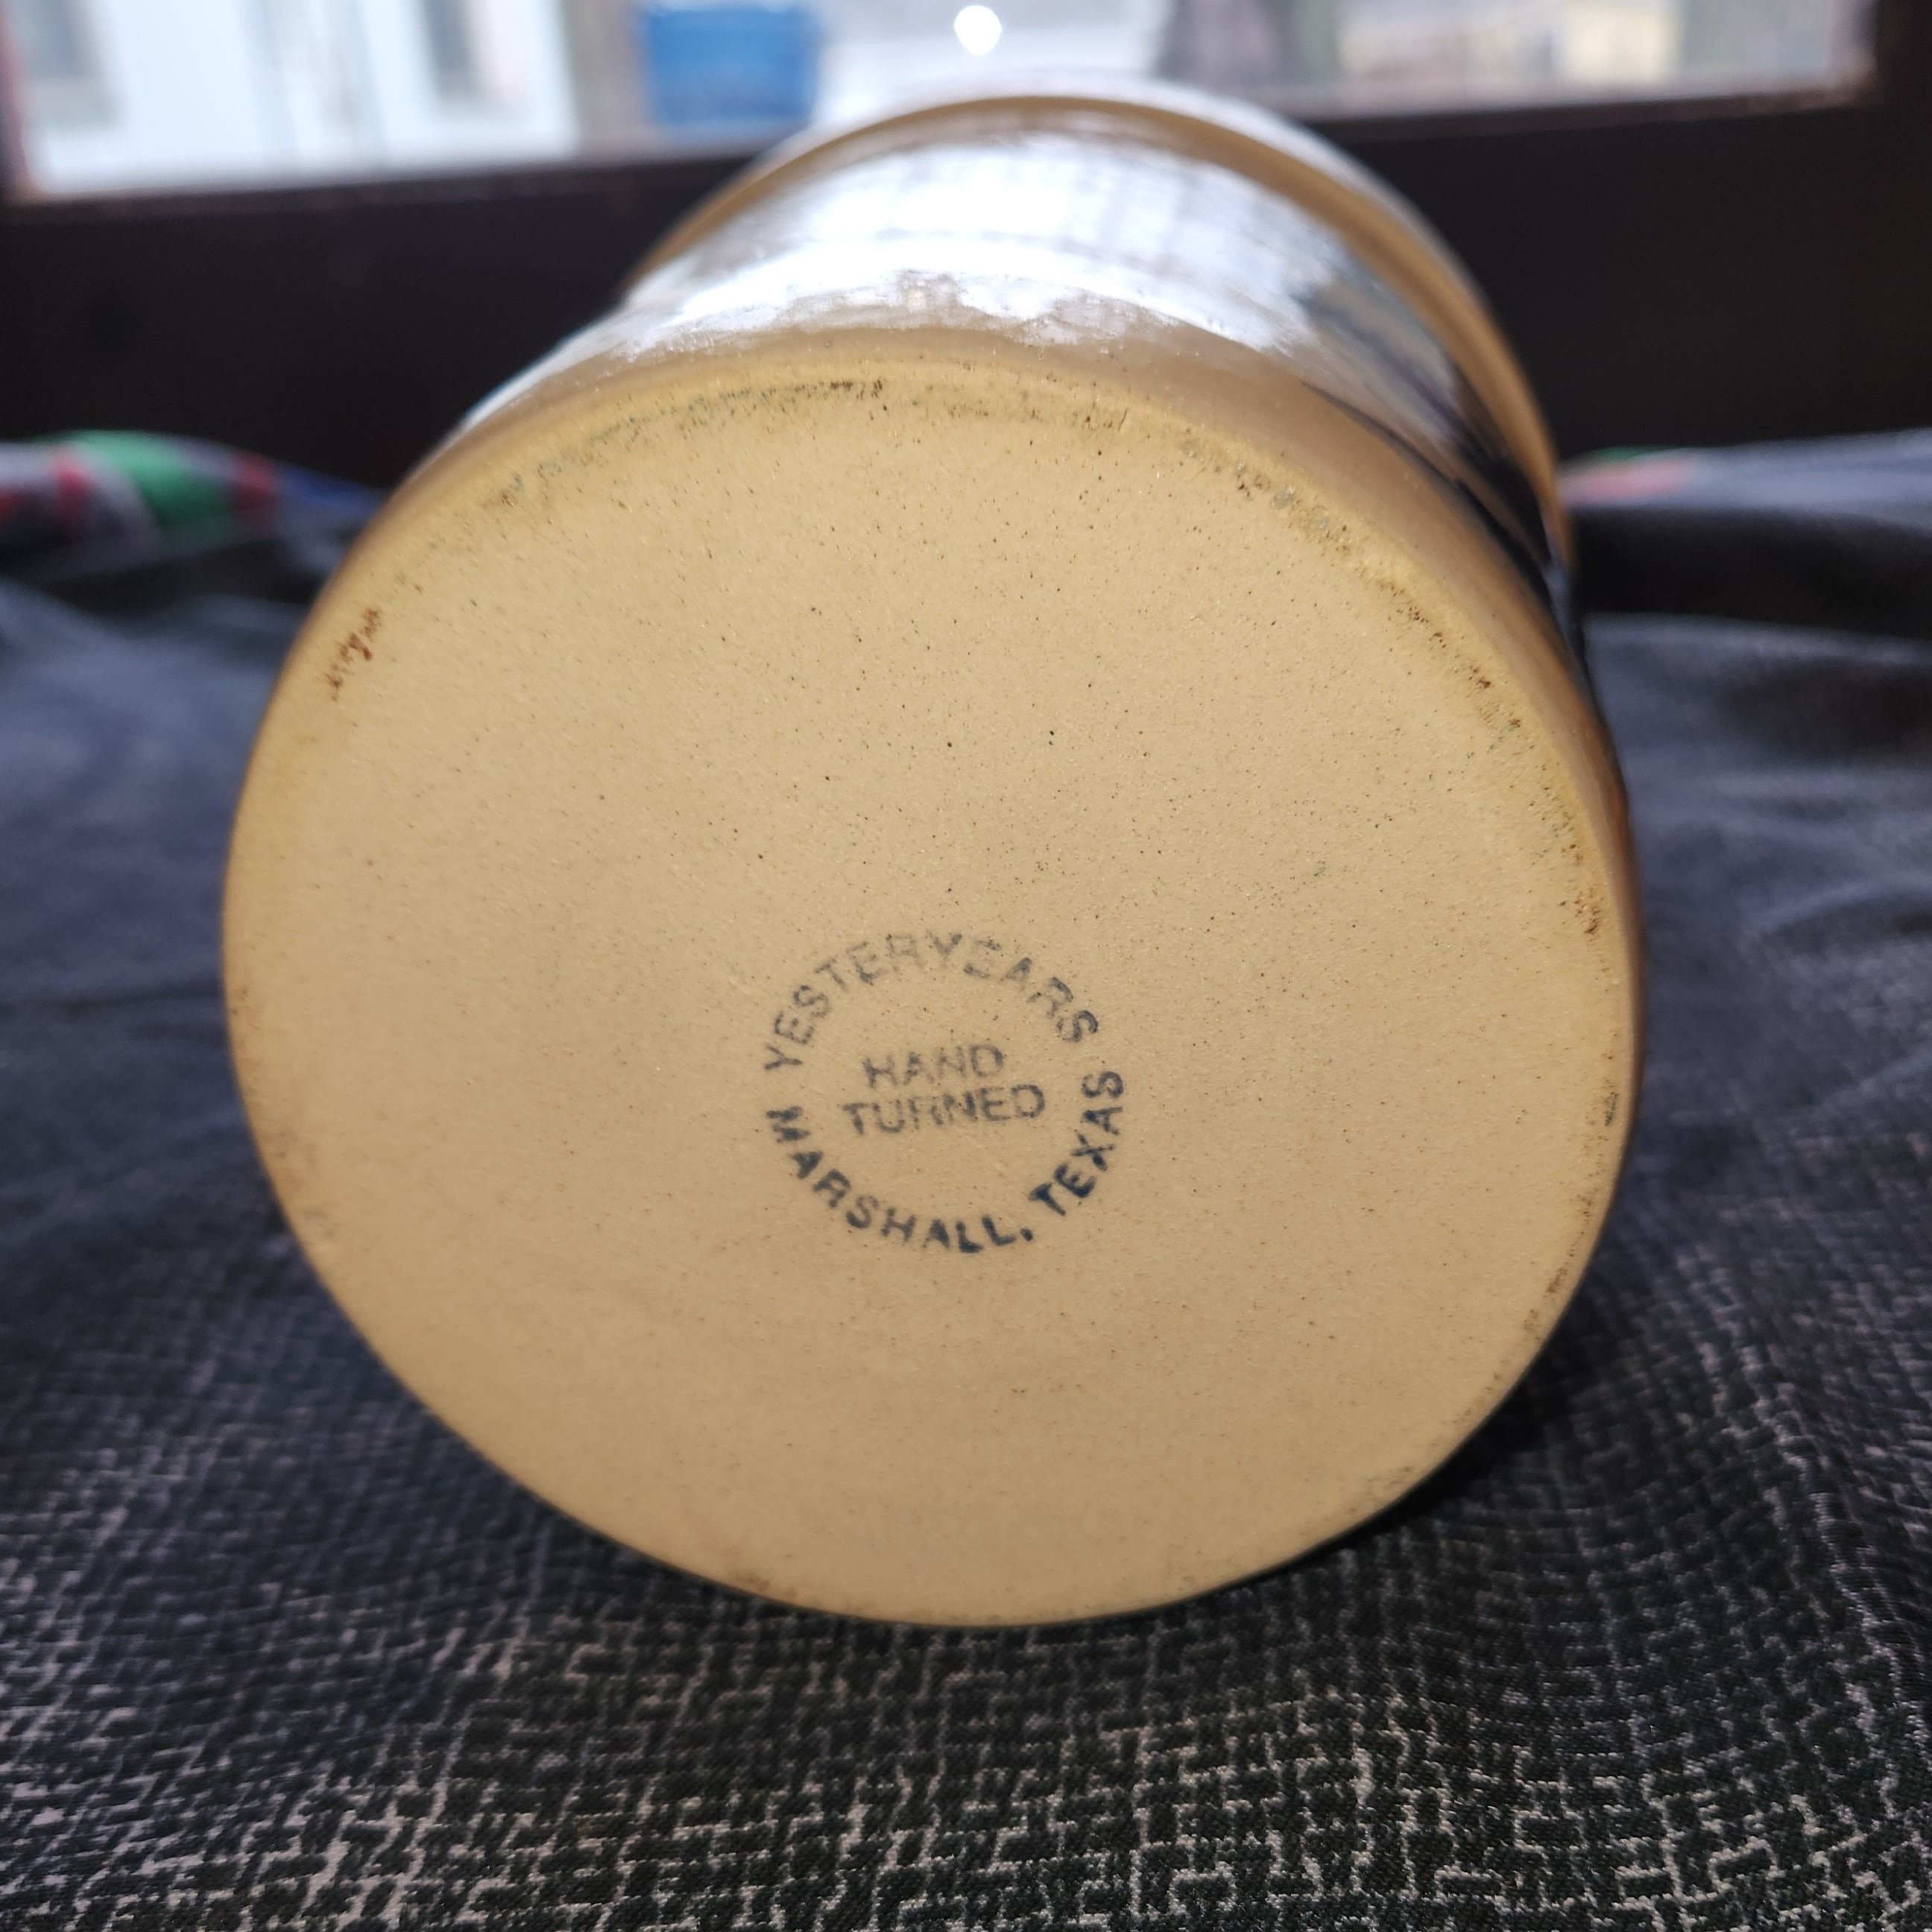 YESTERYEARS
HAND
TURNED
MARSHALL, TEXAS